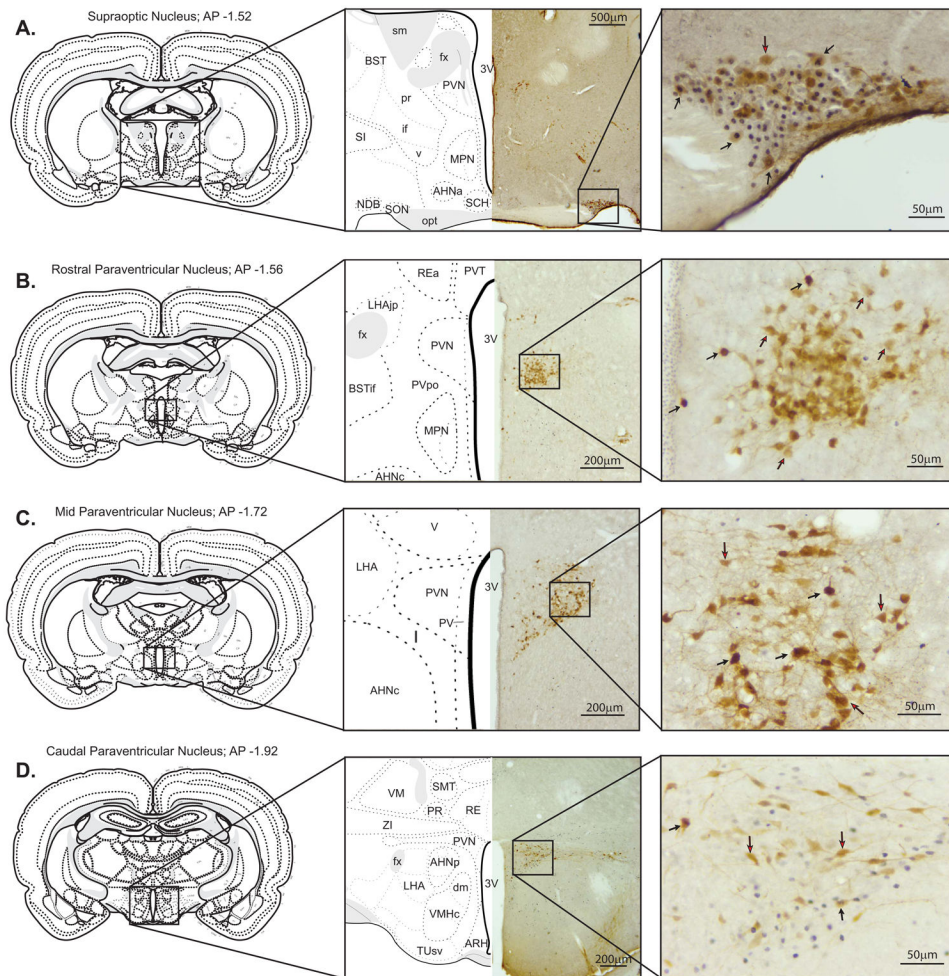 A.
Supraoptic Nucleus; AP -1.52
sm
fx
BST
3V
PVN
pr
if
SI
v
MPN
AHNa
NDB
SON
SCH
opt
500μm
50μm
B.
Rostral Paraventricular Nucleus; AP -1.56
REa
PVT
LHAjp
fx
3V
PVN
BSTif
PVpo
MPN
AHNc
200μm
50μm
C.
Mid Paraventricular Nucleus; AP -1.72
V
LHA
3V
PVN
PV
I
AHNc
200μm
50μm
D.
Caudal Paraventricular Nucleus; AP -1.92
VM
SMT
PR
RE
ZI
PVN
fx
AHNp
LHA
dm
3V
VMHc
TUsv
ARH
200μm
50μm